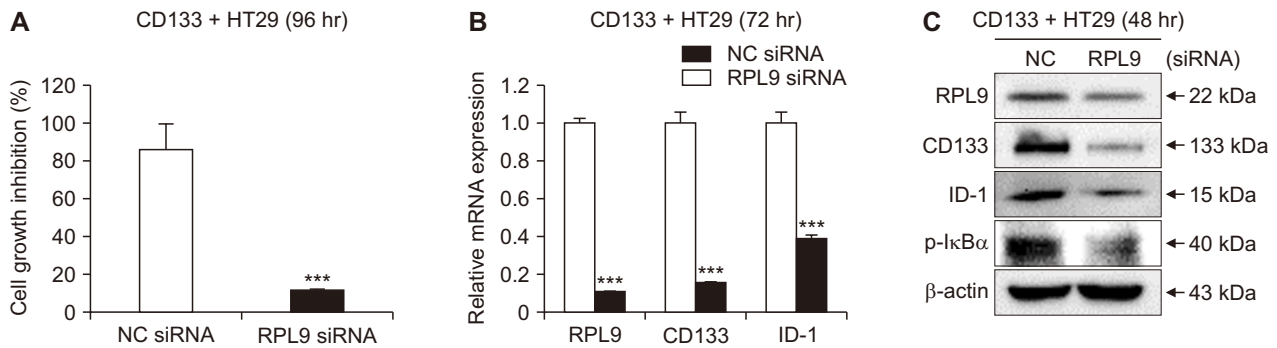 A
CD133 + HT29 (96 hr)
Cell growth inhibition (%)
120
100
80
60
40
20
0
NC siRNA
RPL9 siRNA
***
B
CD133 + HT29 (72 hr)
NC siRNA
RPL9 siRNA
Relative mRNA expression
1.2
1.0
0.8
0.6
0.4
0.2
0
***
***
***
RPL9
CD133
ID-1
C
CD133 + HT29 (48 hr)
NC RPL9 (siRNA)
RPL9 ← 22 kDa
CD133 ← 133 kDa
ID-1 ← 15 kDa
p-IκBα ← 40 kDa
β-actin ← 43 kDa